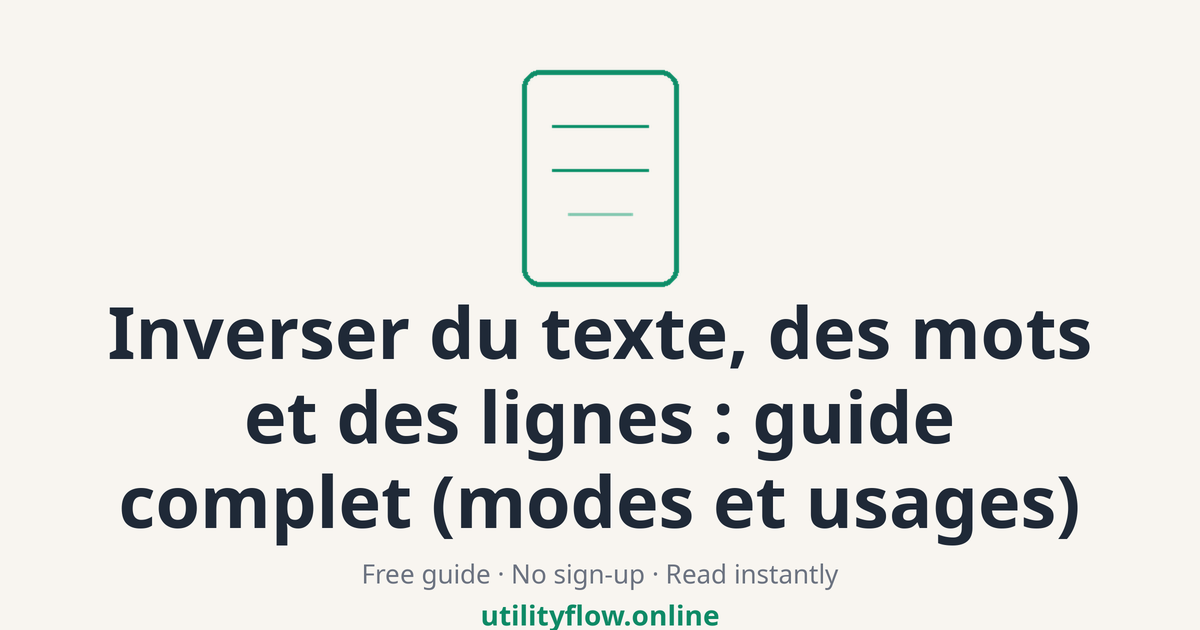 Inverser du texte, des mots
et des lignes : guide
complet (modes et usages)
Free guide · No sign-up · Read instantly
utilityflow.online